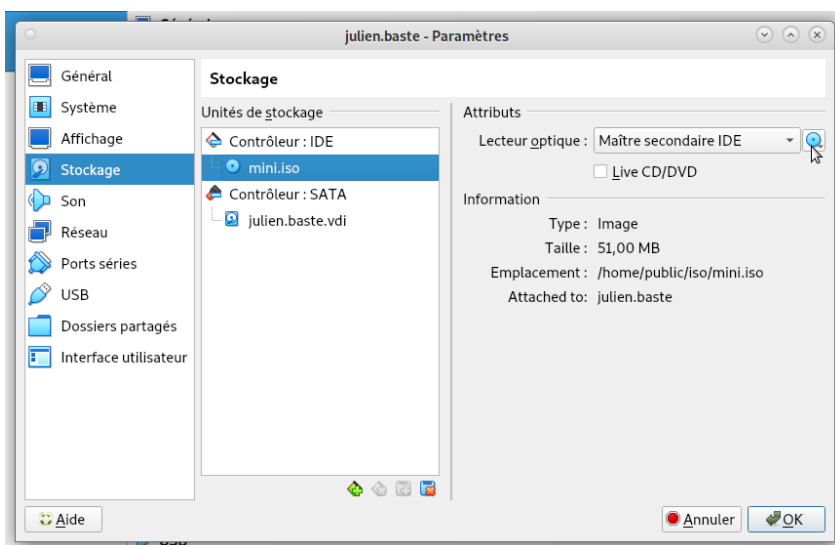 julien.baste - Paramètres
Général
Système
Affichage
Stockage
Son
Réseau
Ports séries
USB
Dossiers partagés
Interface utilisateur
Stockage
Unités de stockage
Contrôleur : IDE
mini.iso
Contrôleur : SATA
julien.baste.vdi
Attributs
Lecteur optique : Maître secondaire IDE
Live CD/DVD
Information
Type : Image
Taille : 51,00 MB
Emplacement : /home/public/iso/mini.iso
Attached to: julien.baste
Aide
Annuler
OK